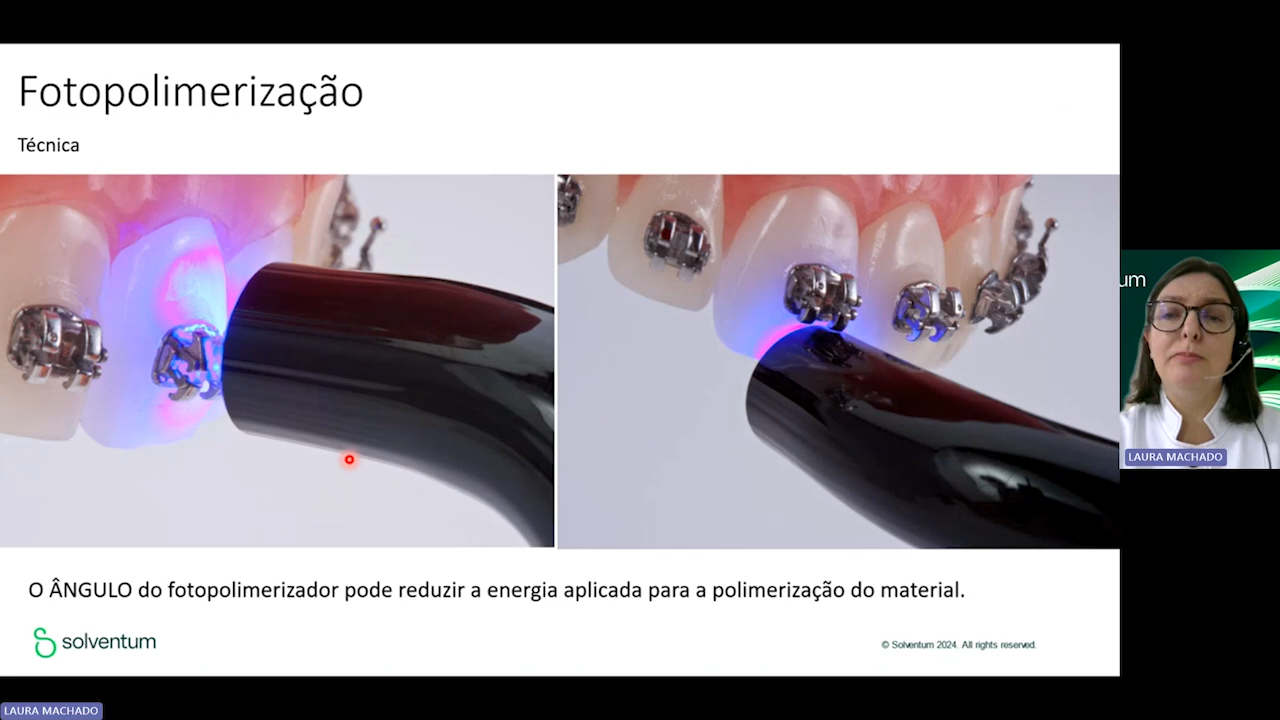 Fotopolimerização
Técnica
O ÂNGULO do fotopolimerizador pode reduzir a energia aplicada para a polimerização do material.
solventum
© Solventum 2024. All rights reserved.
um
LAURA MACHADO
LAURA MACHADO